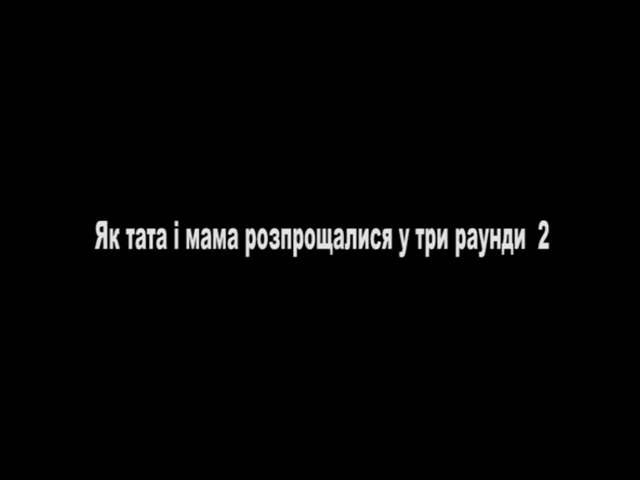 Як тата і мама розпрощалися у три раунди 2